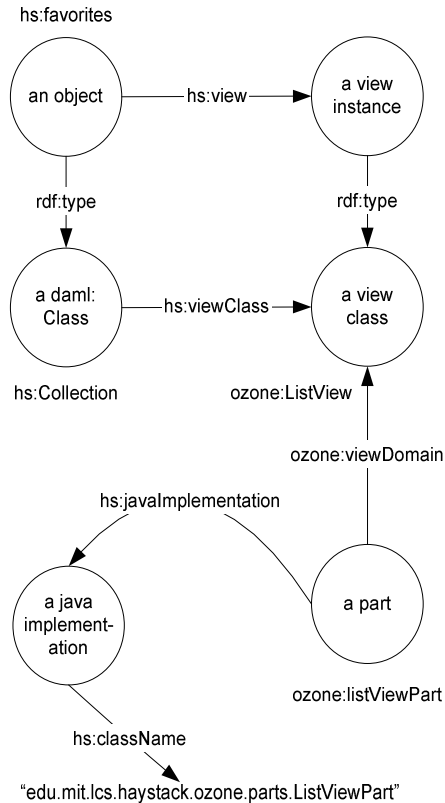 hs:favorites
an object
hs:view
a view
instance
rdf:type
rdf:type
a daml:
Class
hs:viewClass
a view
class
hs:Collection
ozone:ListView
ozone:viewDomain
hs:javaImplementation
a java
implement-
ation
a part
ozone:listViewPart
hs:className
“edu.mit.lcs.haystack.ozone.parts.ListViewPart”